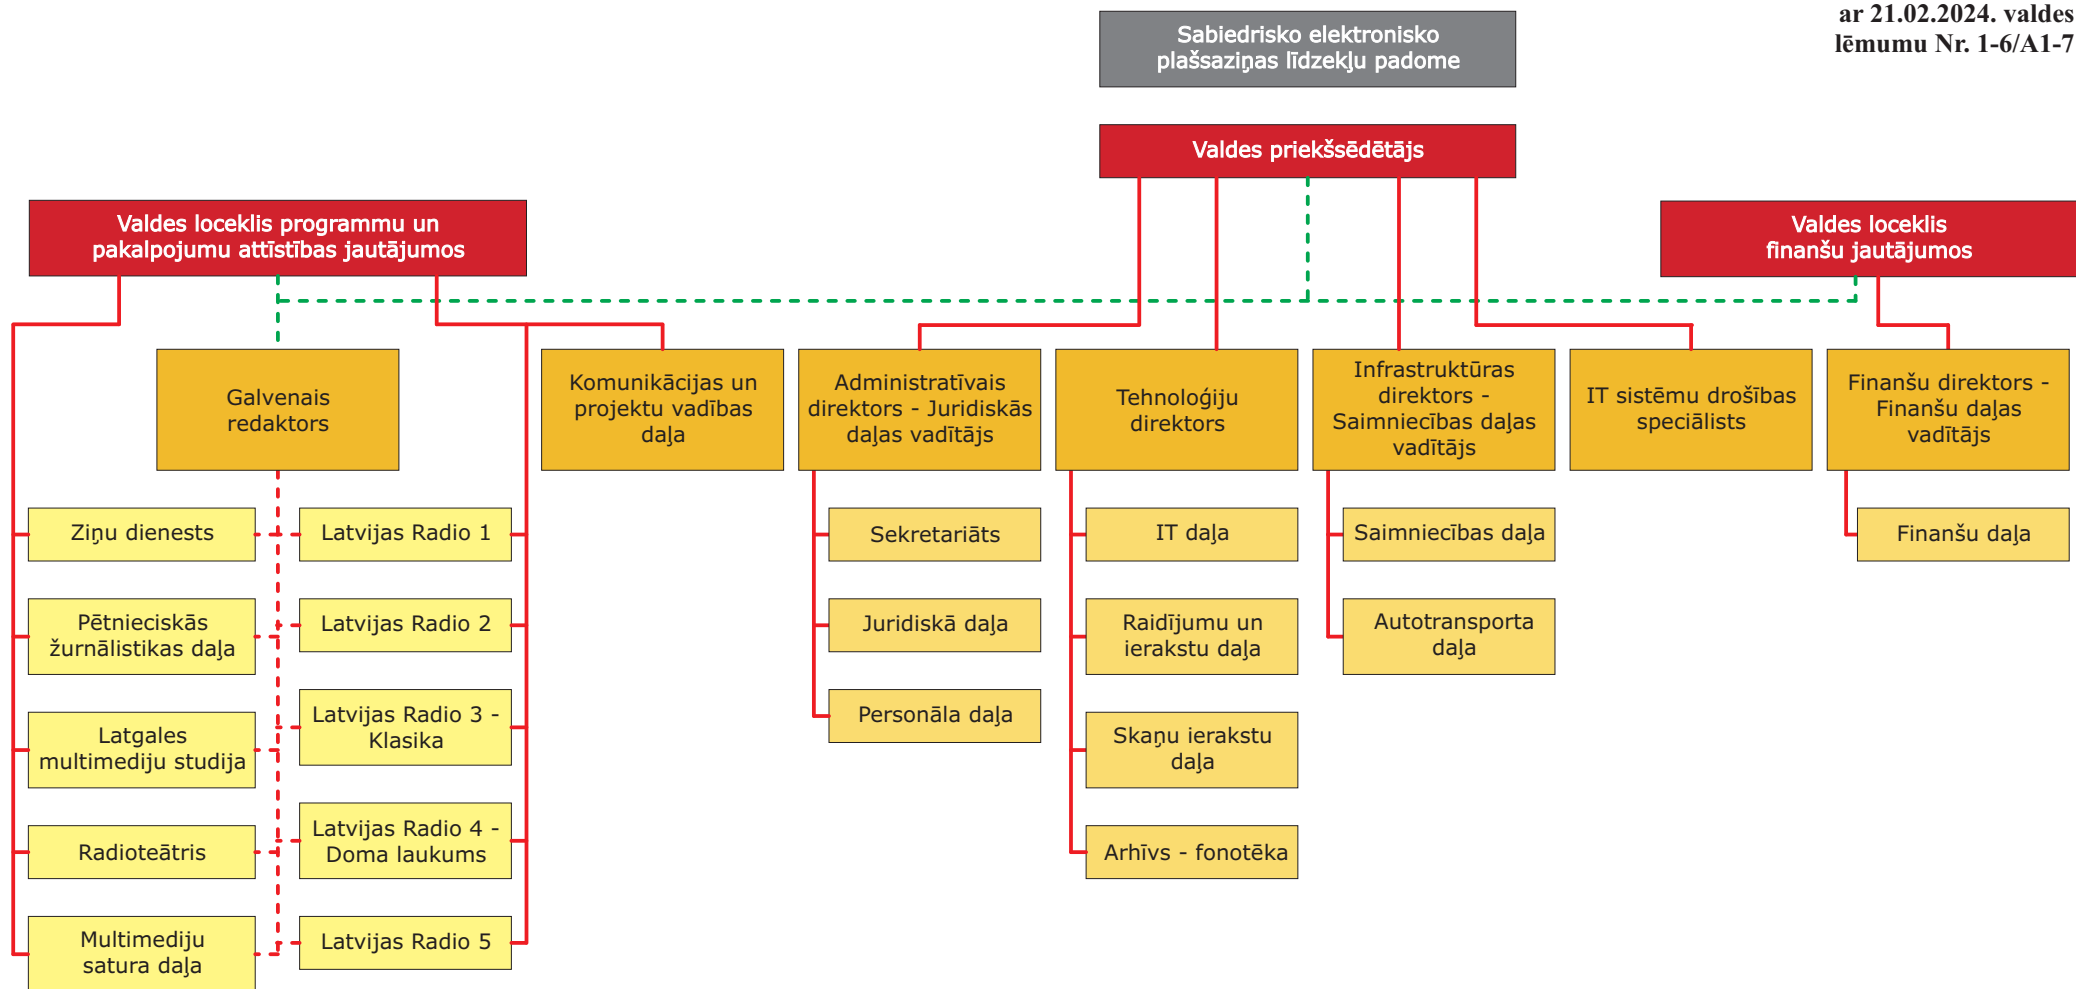 ar 21.02.2024. valdes
lēmumu Nr. 1-6/A1-7
Sabiedrisko elektronisko
plašsaziņas līdzekļu padome
Valdes priekšsēdētājs
Valdes loceklis programmu un
pakalpojumu attīstības jautājumos
Valdes loceklis
finanšu jautājumos
Galvenais
redaktors
Komunikācijas un
projektu vadības
daļa
Administratīvais
direktors - Juridiskās
daļas vadītājs
Tehnoloģiju
direktors
Infrastruktūras
direktors -
Saimniecības daļas
vadītājs
IT sistēmu drošības
speciālists
Finanšu direktors -
Finanšu daļas
vadītājs
Ziņu dienests
Pētnieciskās
žurnālistikas daļa
Latgales
multimediju studija
Radioteātris
Multimediju
satura daļa
Latvijas Radio 1
Latvijas Radio 2
Latvijas Radio 3 -
Klasika
Latvijas Radio 4 -
Doma laukums
Latvijas Radio 5
Sekretariāts
Juridiskā daļa
Personāla daļa
IT daļa
Raidījumu un
ierakstu daļa
Skaņu ierakstu
daļa
Arhīvs - fonotēka
Saimniecības daļa
Autotransporta
daļa
Finanšu daļa